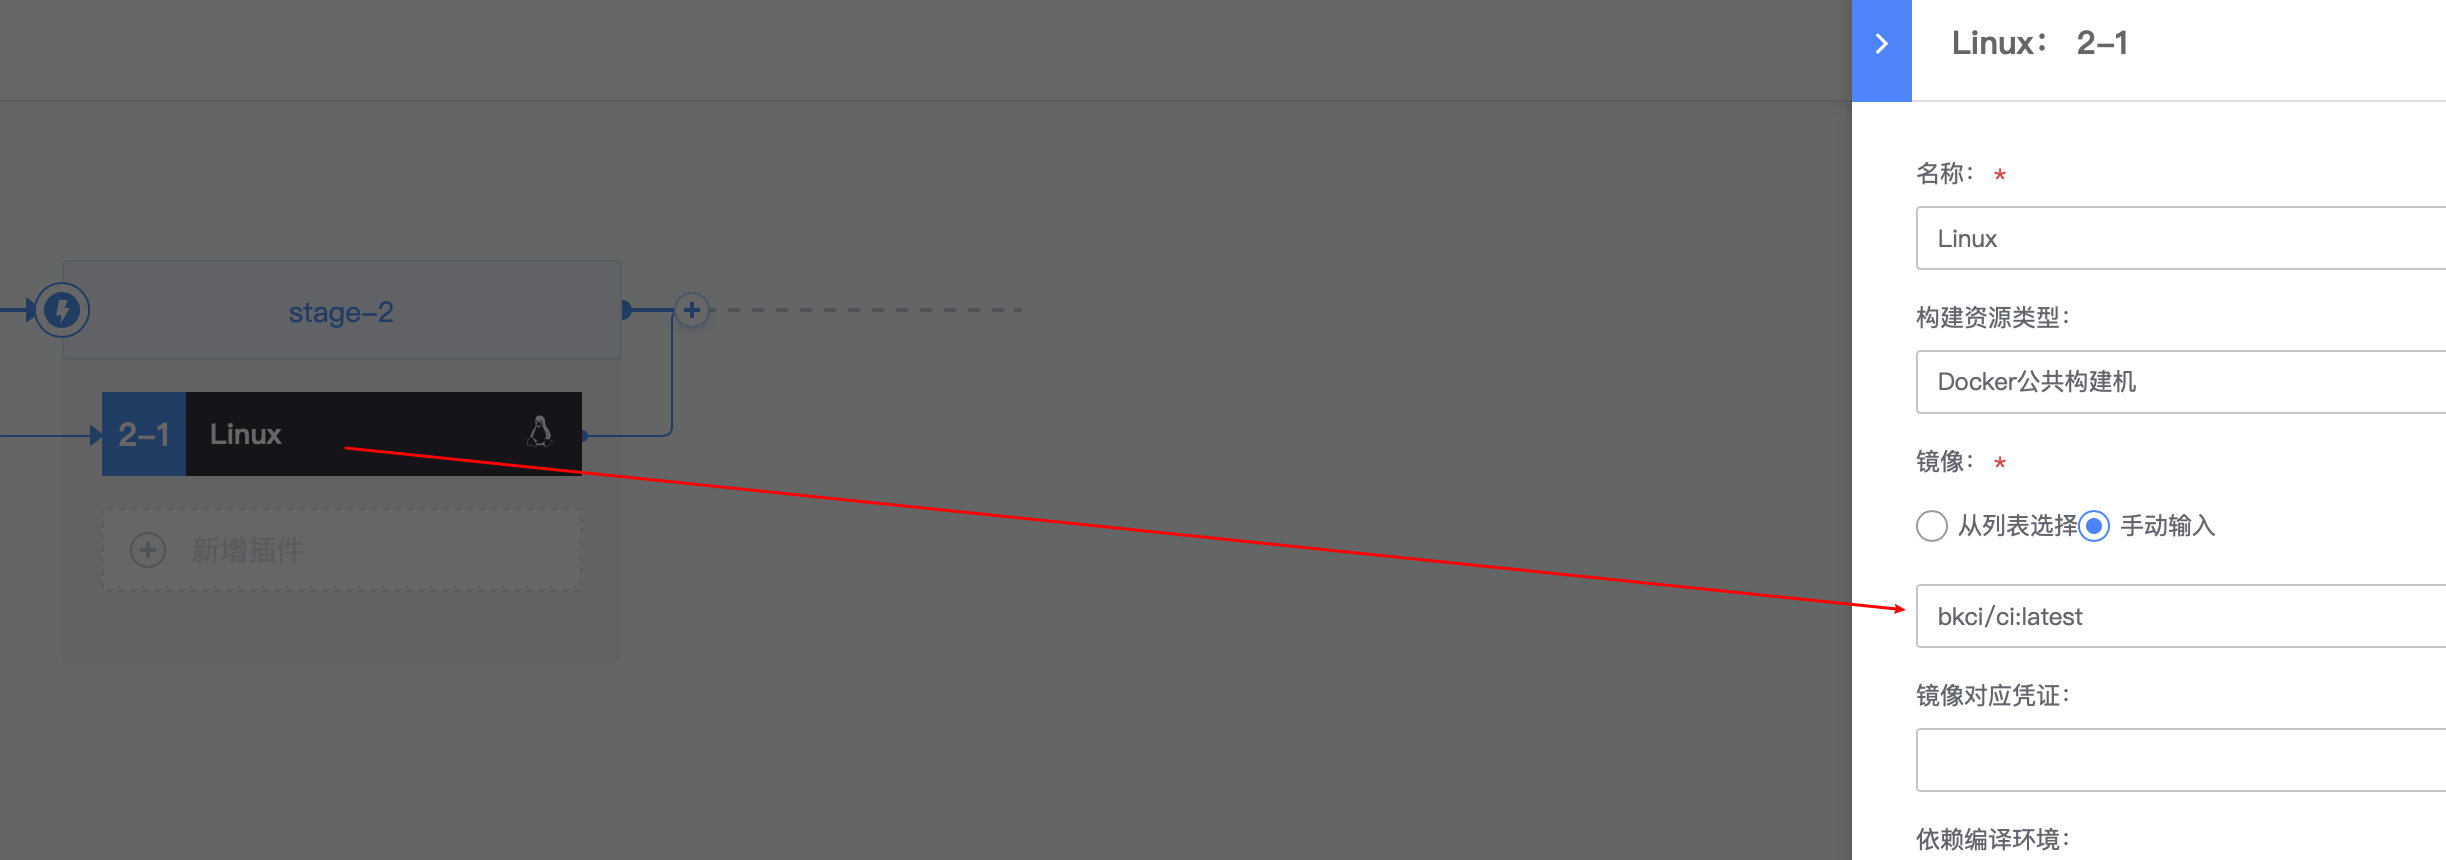 stage-2
2-1 Linux
新增插件
Linux： 2-1
名称： *
Linux
构建资源类型：
Docker公共构建机
镜像： *
从列表选择 手动输入
bkci/ci:latest
镜像对应凭证：
依赖编译环境：